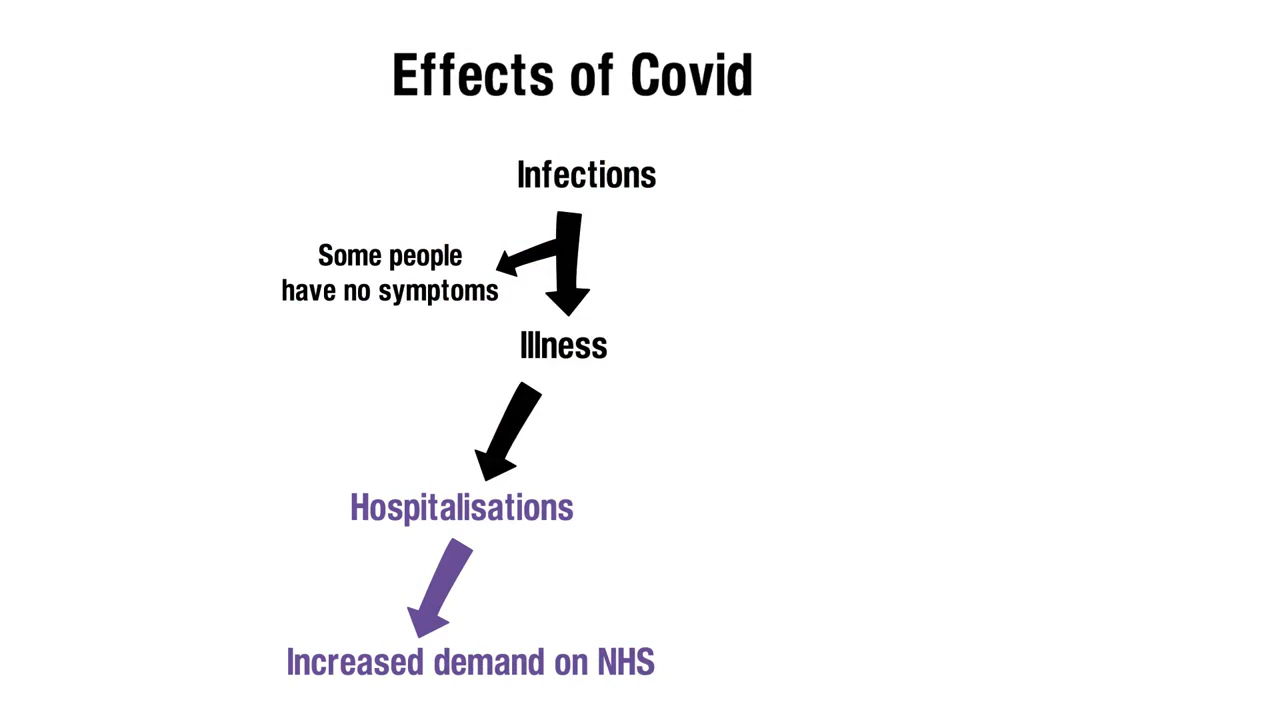 Effects of Covid
Infections
Some people
have no symptoms
Illness
Hospitalisations
Increased demand on NHS